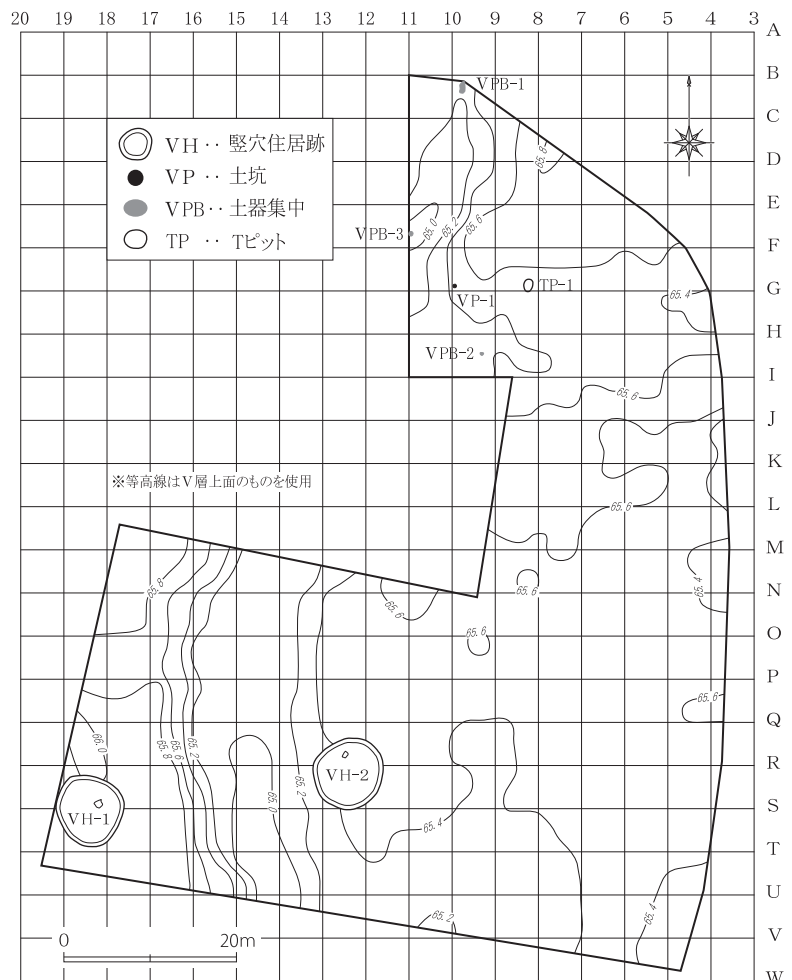 20 19 18 17 16 15 14 13 12 11 10 9 8 7 6 5 4 3
A
B
VPB-1
C
VH ‥ 竪穴住居跡
D
65.8
VP ‥ 土坑
E
VPB ‥ 土器集中
65.0
65.2
65.6
TP ‥ Tピット
VPB-3
F
VP-1
TP-1
G
65.4
H
VPB-2
I
65.6
J
K
※等高線はⅤ層上面のものを使用
L
65.6
M
65.8
65.6
65.6
65.4
N
65.6
O
P
65.6
Q
66.0
65.8
65.6
65.2
R
VH-2
65.0
65.2
S
VH-1
65.4
T
U
65.2
65.4
V
0 20m
W